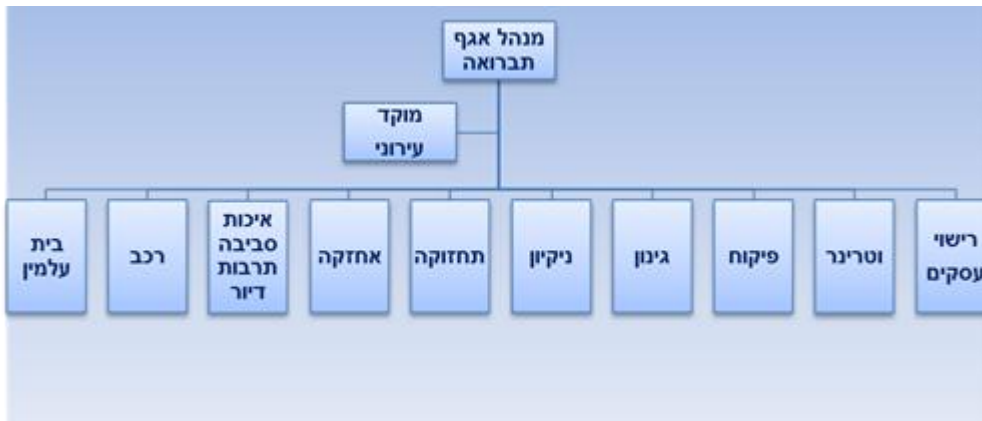 מנהל אגף
תברואה
מוקד
עירוני
רישוי
עסקים
וטרינר
פיקוח
גינון
ניקיון
תחזוקה
אחזקה
איכות
סביבה
תרבות
דיור
רכב
בית
עלמין